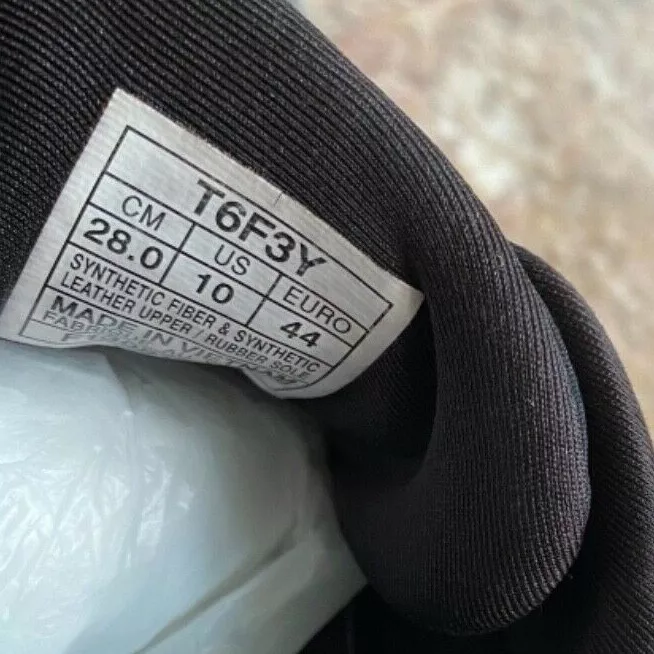 T6F3Y
CM US EURO
28.0 10 44
SYNTHETIC FIBER & SYNTHETIC
LEATHER UPPER / RUBBER SOLE
MADE IN VIETNAM